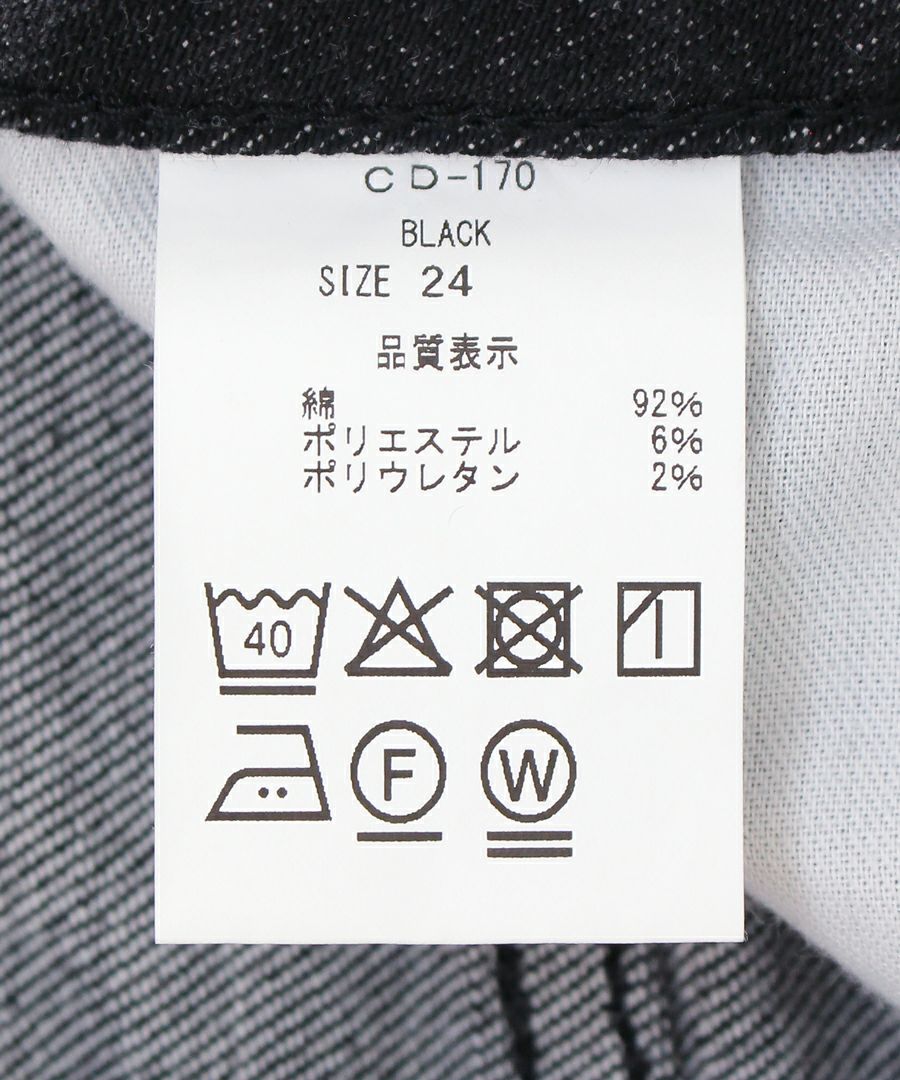 CD-170
BLACK
SIZE 24
品質表示
綿 92%
ポリエステル 6%
ポリウレタン 2%
40
F
W